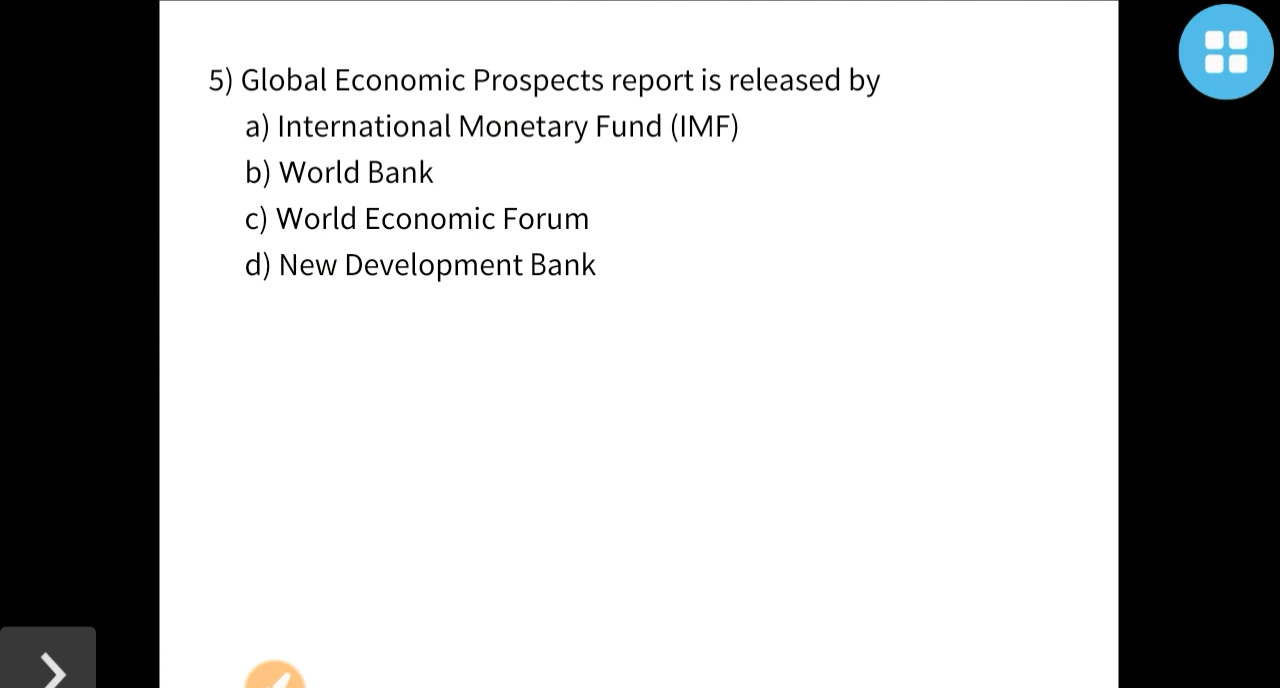 5) Global Economic Prospects report is released by
a) International Monetary Fund (IMF)
b) World Bank
c) World Economic Forum
d) New Development Bank